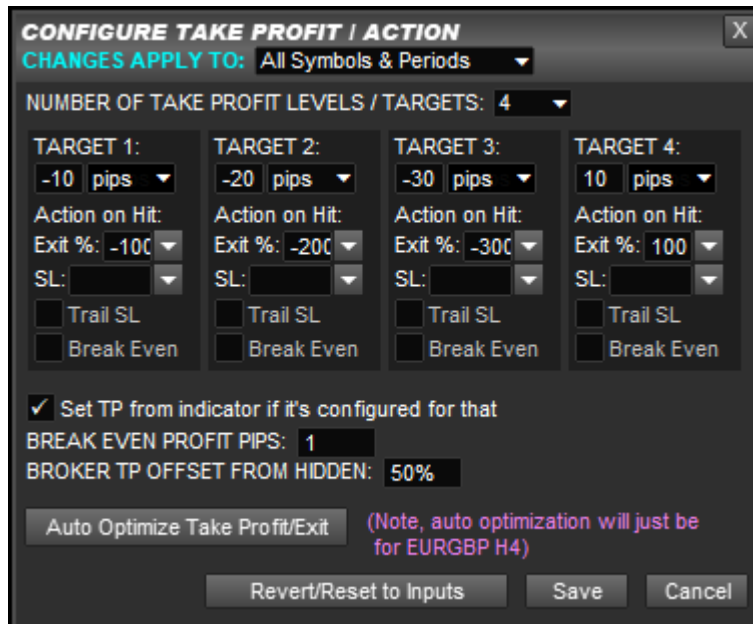 CONFIGURE TAKE PROFIT / ACTION
X
CHANGES APPLY TO: All Symbols & Periods
NUMBER OF TAKE PROFIT LEVELS / TARGETS: 4
TARGET 1: TARGET 2: TARGET 3: TARGET 4:
-10 pips -20 pips -30 pips 10 pips
Action on Hit: Action on Hit: Action on Hit: Action on Hit:
Exit %: -100 Exit %: -200 Exit %: -300 Exit %: 100
SL: SL: SL: SL:
Trail SL Trail SL Trail SL Trail SL
Break Even Break Even Break Even Break Even
Set TP from indicator if it's configured for that
BREAK EVEN PROFIT PIPS: 1
BROKER TP OFFSET FROM HIDDEN: 50%
Auto Optimize Take Profit/Exit (Note, auto optimization will just be
for EURGBP H4)
Revert/Reset to Inputs Save Cancel